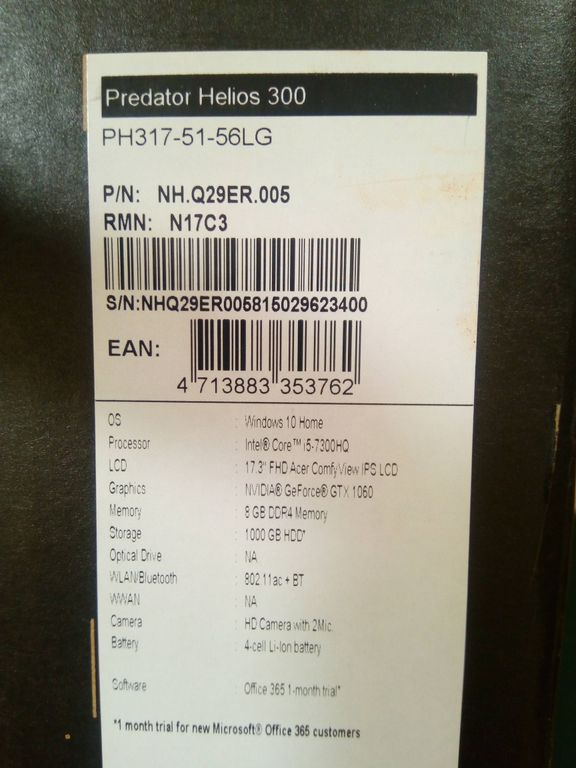 Predator Helios 300
PH317-51-56LG
P/N: NH.Q29ER.005
RMN: N17C3
S/N:NHQ29ER005815029623400
EAN:
4 713883 353762
OS : Windows 10 Home
Processor : Intel® Core™ i5-7300HQ
LCD : 17.3" FHD Acer ComfyView IPS LCD
Graphics : NVIDIA® GeForce® GTX 1060
Memory : 8 GB DDR4 Memory
Storage : 1000 GB HDD*
Optical Drive : NA
WLAN/Bluetooth : 802.11ac + BT
WWAN : NA
Camera : HD Camera with 2Mic.
Battery : 4-cell Li-Ion battery
Software : Office 365 1-month trial*
*1 month trial for new Microsoft® Office 365 customers